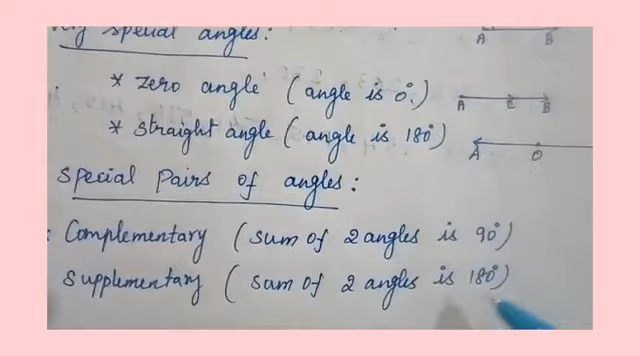 special angles:
A B
* Zero angle (angle is 0°.) A C B
* Straight angle (angle is 180°) A O
Special Pairs of angles:
Complementary (sum of 2 angles is 90°)
Supplementary (sum of 2 angles is 180°)